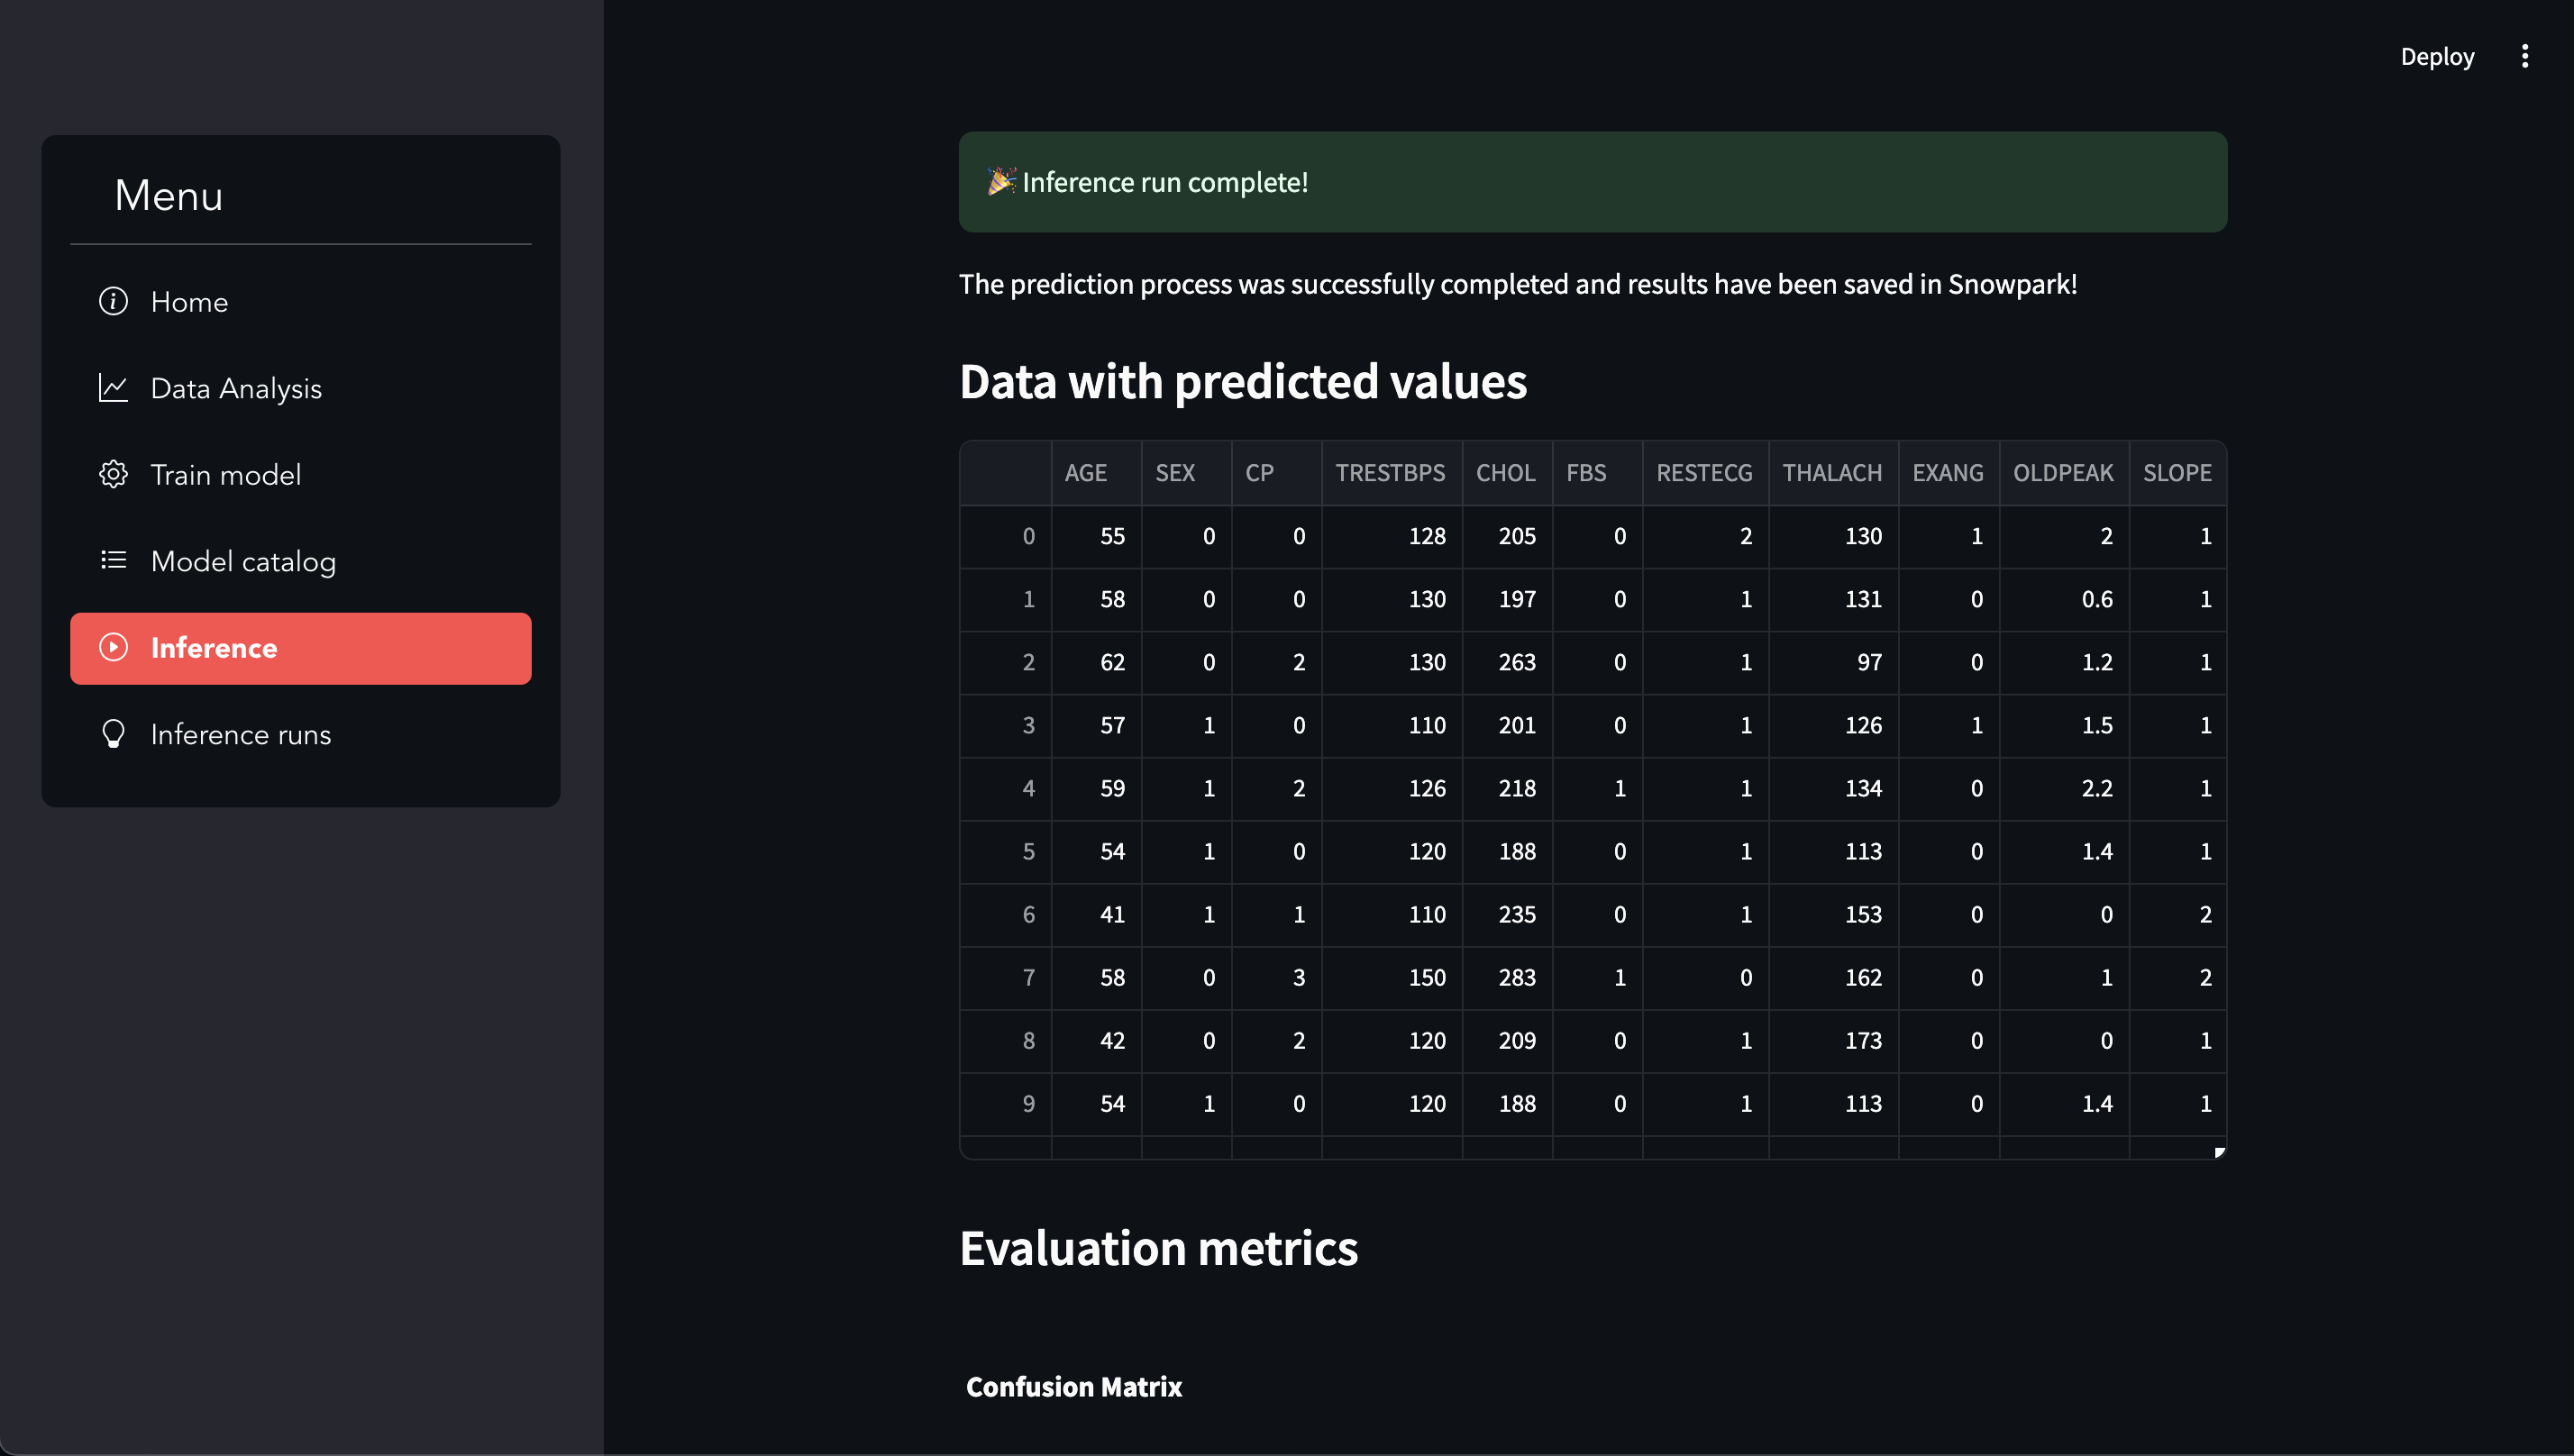 Deploy
Menu
Home
Data Analysis
Train model
Model catalog
Inference
Inference runs
🎉 Inference run complete!
The prediction process was successfully completed and results have been saved in Snowpark!
Data with predicted values
AGE SEX CP TRESTBPS CHOL FBS RESTECG THALACH EXANG OLDPEAK SLOPE
0 55 0 0 128 205 0 2 130 1 2 1
1 58 0 0 130 197 0 1 131 0 0.6 1
2 62 0 2 130 263 0 1 97 0 1.2 1
3 57 1 0 110 201 0 1 126 1 1.5 1
4 59 1 2 126 218 1 1 134 0 2.2 1
5 54 1 0 120 188 0 1 113 0 1.4 1
6 41 1 1 110 235 0 1 153 0 0 2
7 58 0 3 150 283 1 0 162 0 1 2
8 42 0 2 120 209 0 1 173 0 0 1
9 54 1 0 120 188 0 1 113 0 1.4 1
Evaluation metrics
Confusion Matrix